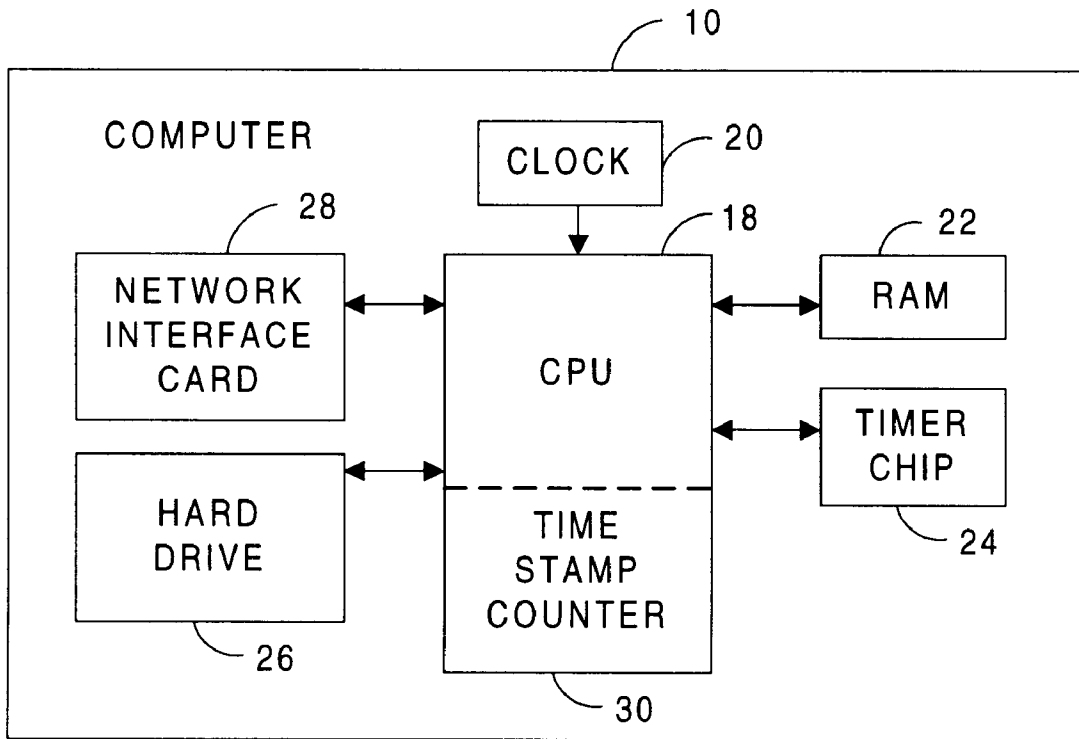 10
COMPUTER
CLOCK
20
28
18
22
NETWORK
INTERFACE
CARD
RAM
CPU
TIMER
CHIP
24
HARD
DRIVE
26
TIME
STAMP
COUNTER
30